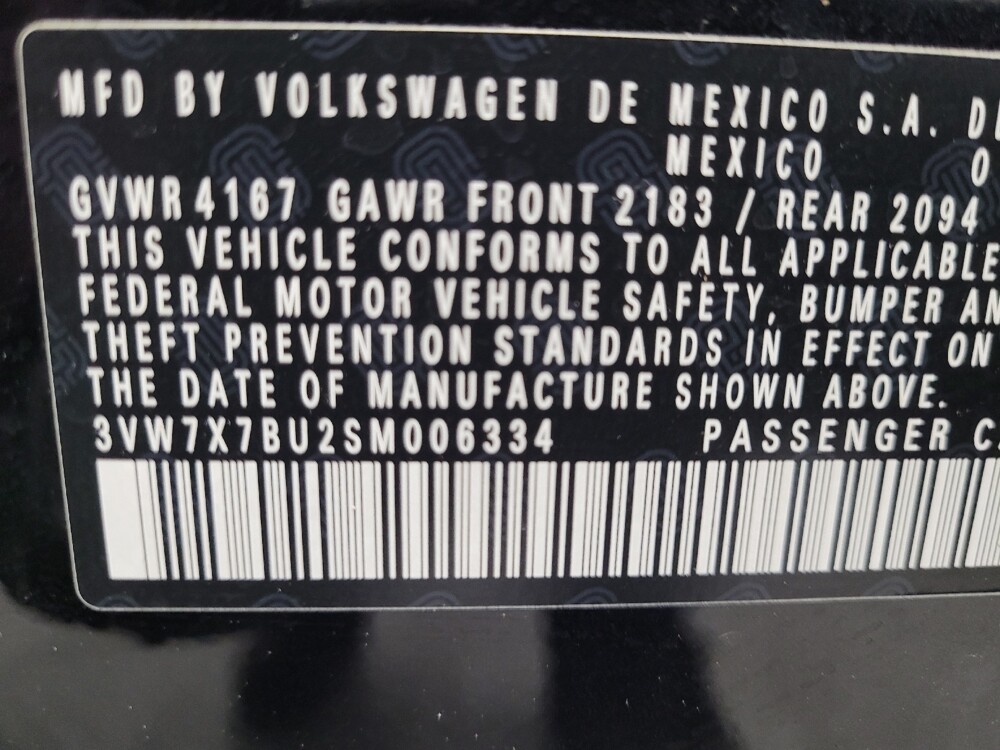 MFD BY VOLKSWAGEN DE MEXICO S.A.
MEXICO 0
GVWR 4167 GAWR FRONT 2183 / REAR 2094
THIS VEHICLE CONFORMS TO ALL APPLICABLE
FEDERAL MOTOR VEHICLE SAFETY, BUMPER AN
THEFT PREVENTION STANDARDS IN EFFECT ON
THE DATE OF MANUFACTURE SHOWN ABOVE.
3VW7X7BU2SM006334 PASSENGER C